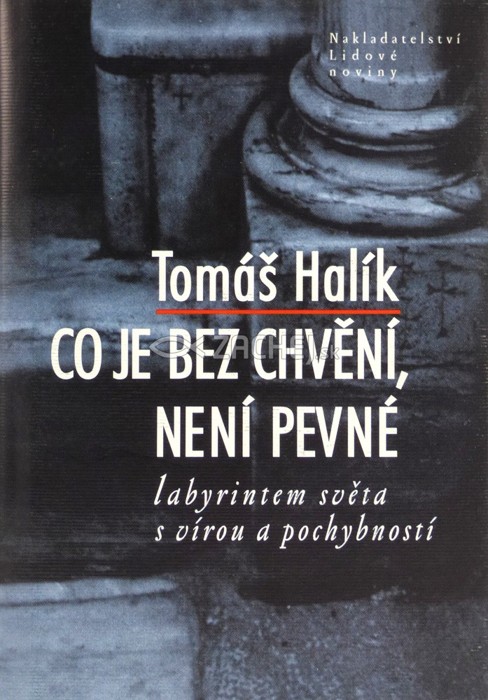 Nakladatelství
Lidové
noviny
Tomáš Halík
CO JE BEZ CHVĚNÍ,
NENÍ PEVNÉ
labyrintem světa
s vírou a pochybností